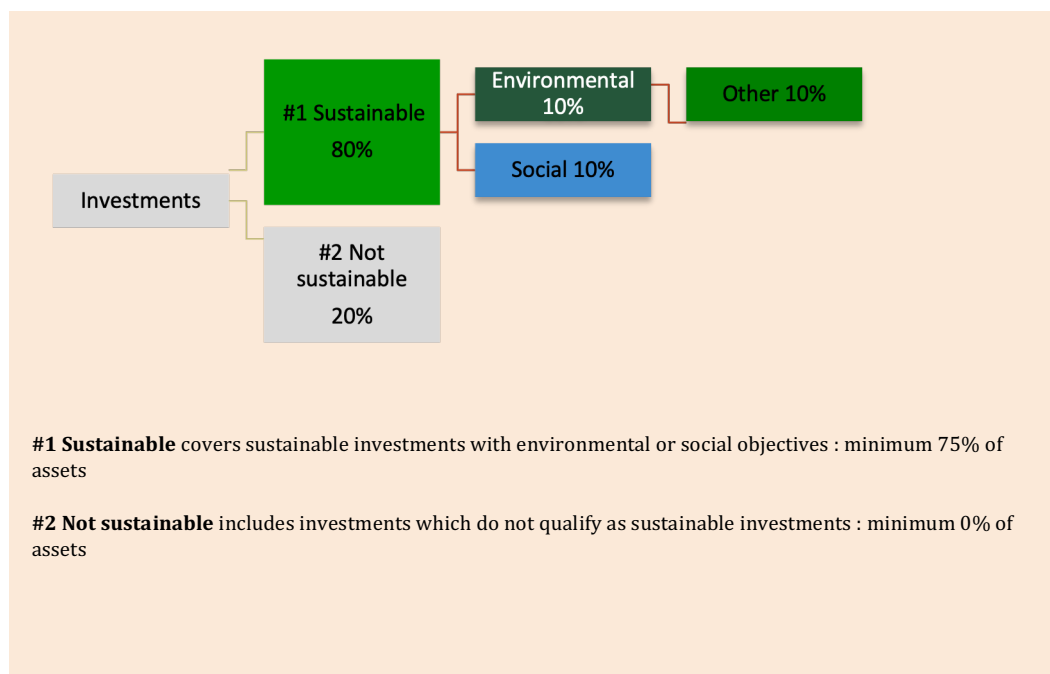 Investments
#1 Sustainable
80%
#2 Not
sustainable
20%
Environmental
10%
Social 10%
Other 10%
#1 Sustainable covers sustainable investments with environmental or social objectives : minimum 75% of
assets
#2 Not sustainable includes investments which do not qualify as sustainable investments : minimum 0% of
assets